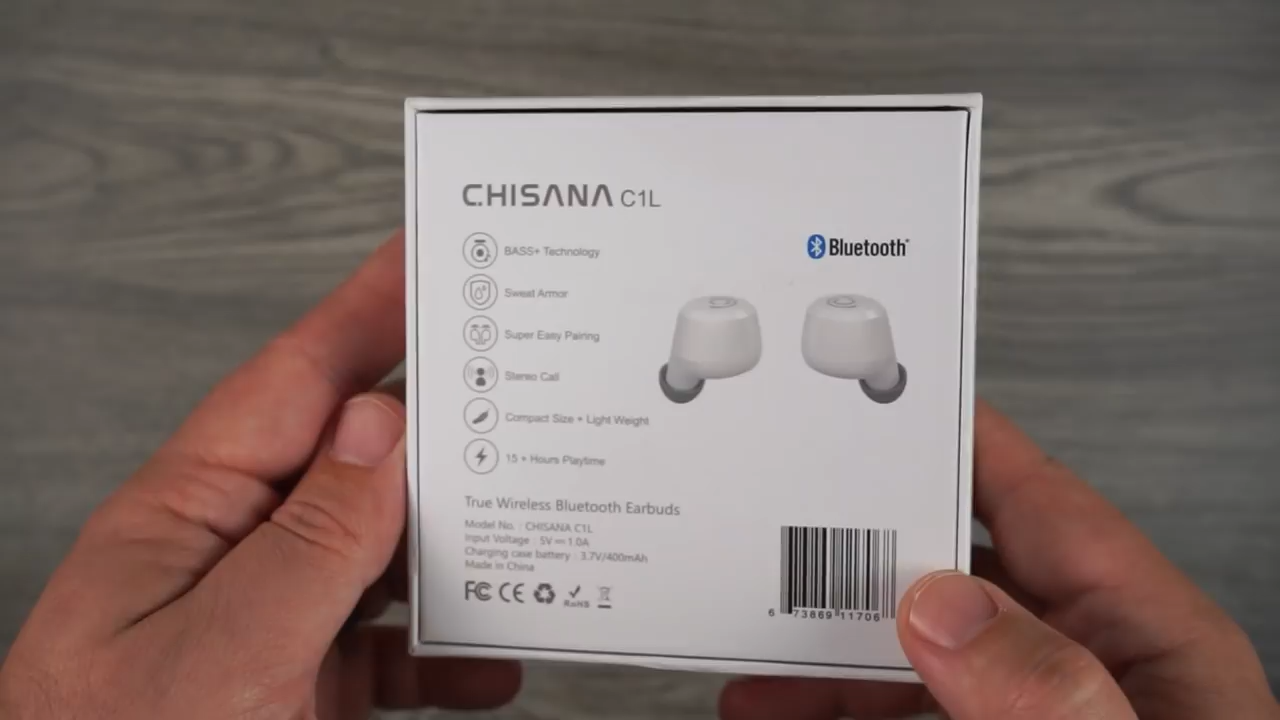 CHISANA C1L
BASS+ Technology
Bluetooth
Sweat Armor
Super Easy Pairing
Stereo Call
Compact Size + Light Weight
15 + Hours Playtime
True Wireless Bluetooth Earbuds
Model No. : CHISANA C1L
Input Voltage : 5V⎓1.0A
Charging case battery : 3.7V/400mAh
Made in China
FC CE RoHS
6 73869 11706